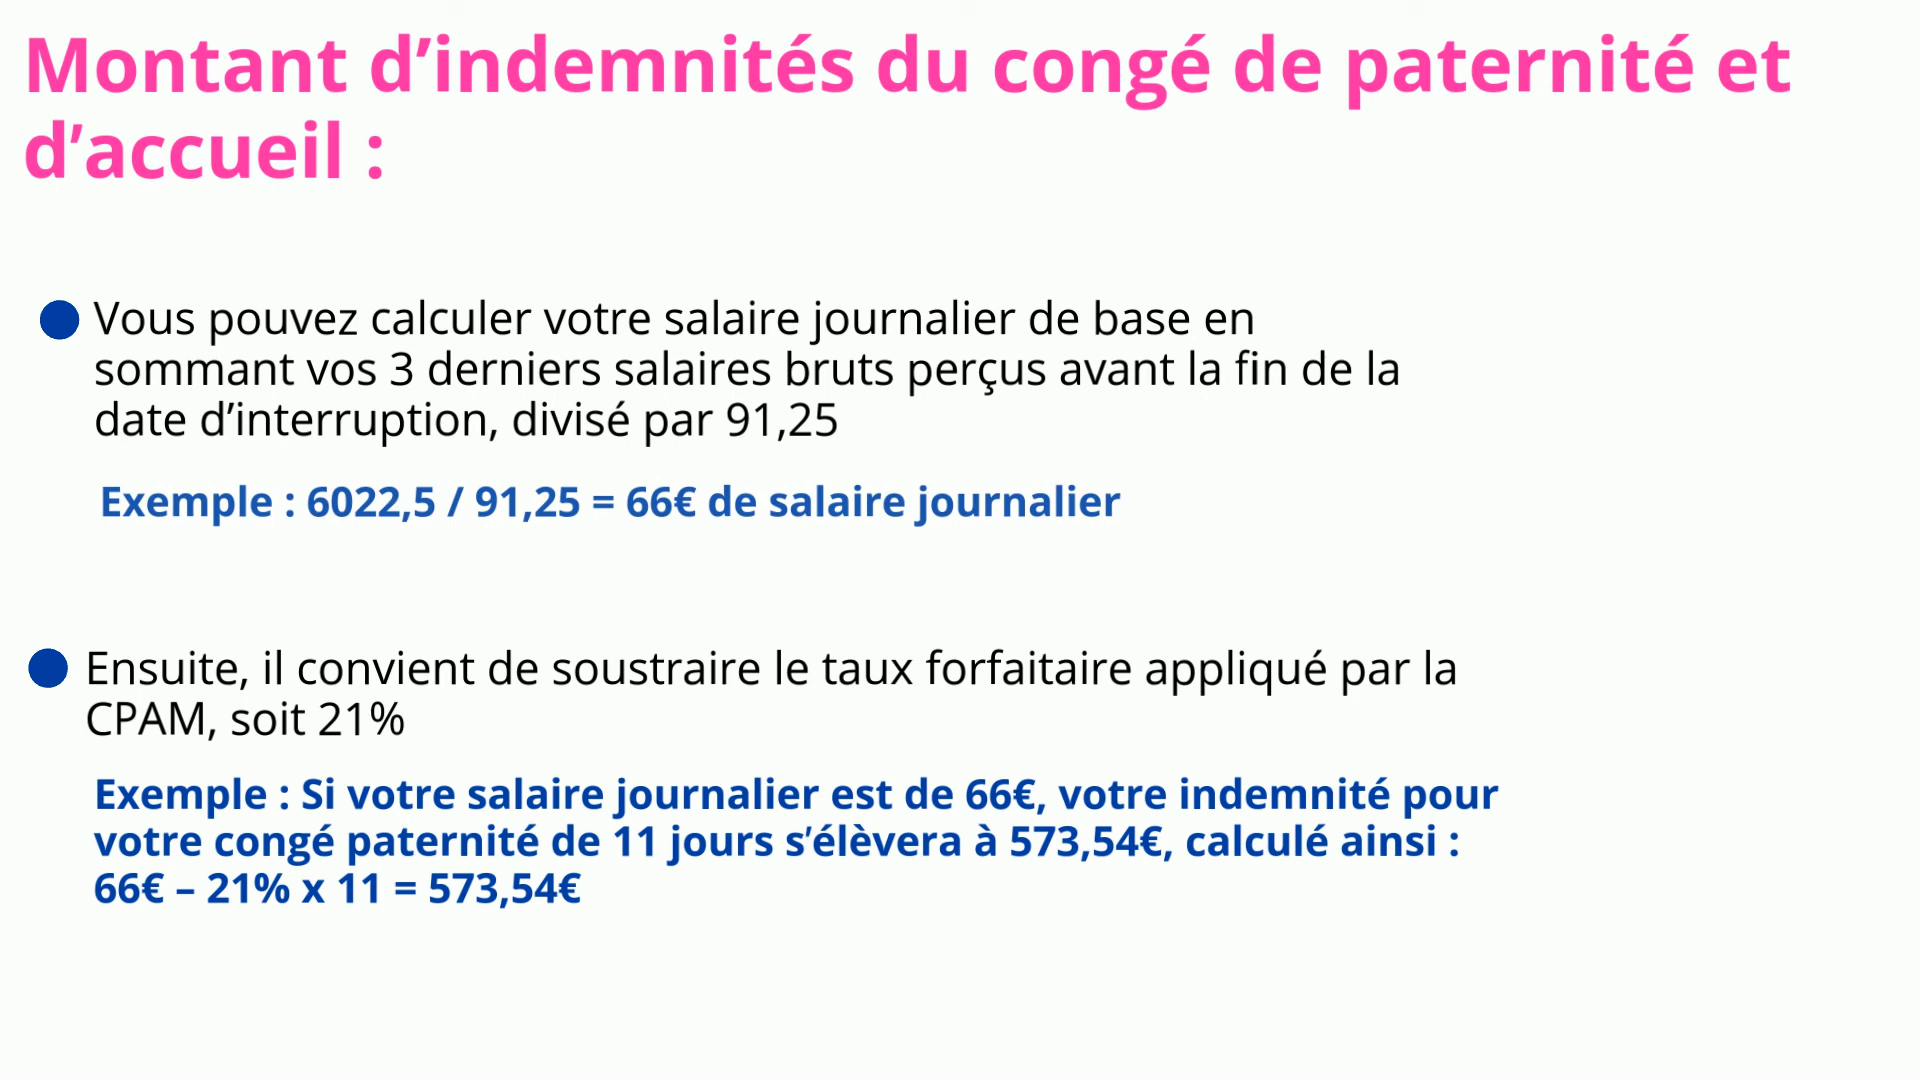 Montant d’indemnités du congé de paternité et
d’accueil :
Vous pouvez calculer votre salaire journalier de base en
sommant vos 3 derniers salaires bruts perçus avant la fin de la
date d’interruption, divisé par 91,25
Exemple : 6022,5 / 91,25 = 66€ de salaire journalier
Ensuite, il convient de soustraire le taux forfaitaire appliqué par la
CPAM, soit 21%
Exemple : Si votre salaire journalier est de 66€, votre indemnité pour
votre congé paternité de 11 jours s’élèvera à 573,54€, calculé ainsi :
66€ – 21% x 11 = 573,54€